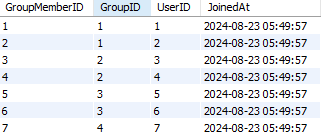 GroupMemberID GroupID UserID JoinedAt
1 1 1 2024-08-23 05:49:57
2 1 2 2024-08-23 05:49:57
3 2 3 2024-08-23 05:49:57
4 2 4 2024-08-23 05:49:57
5 3 5 2024-08-23 05:49:57
6 3 6 2024-08-23 05:49:57
7 4 7 2024-08-23 05:49:57